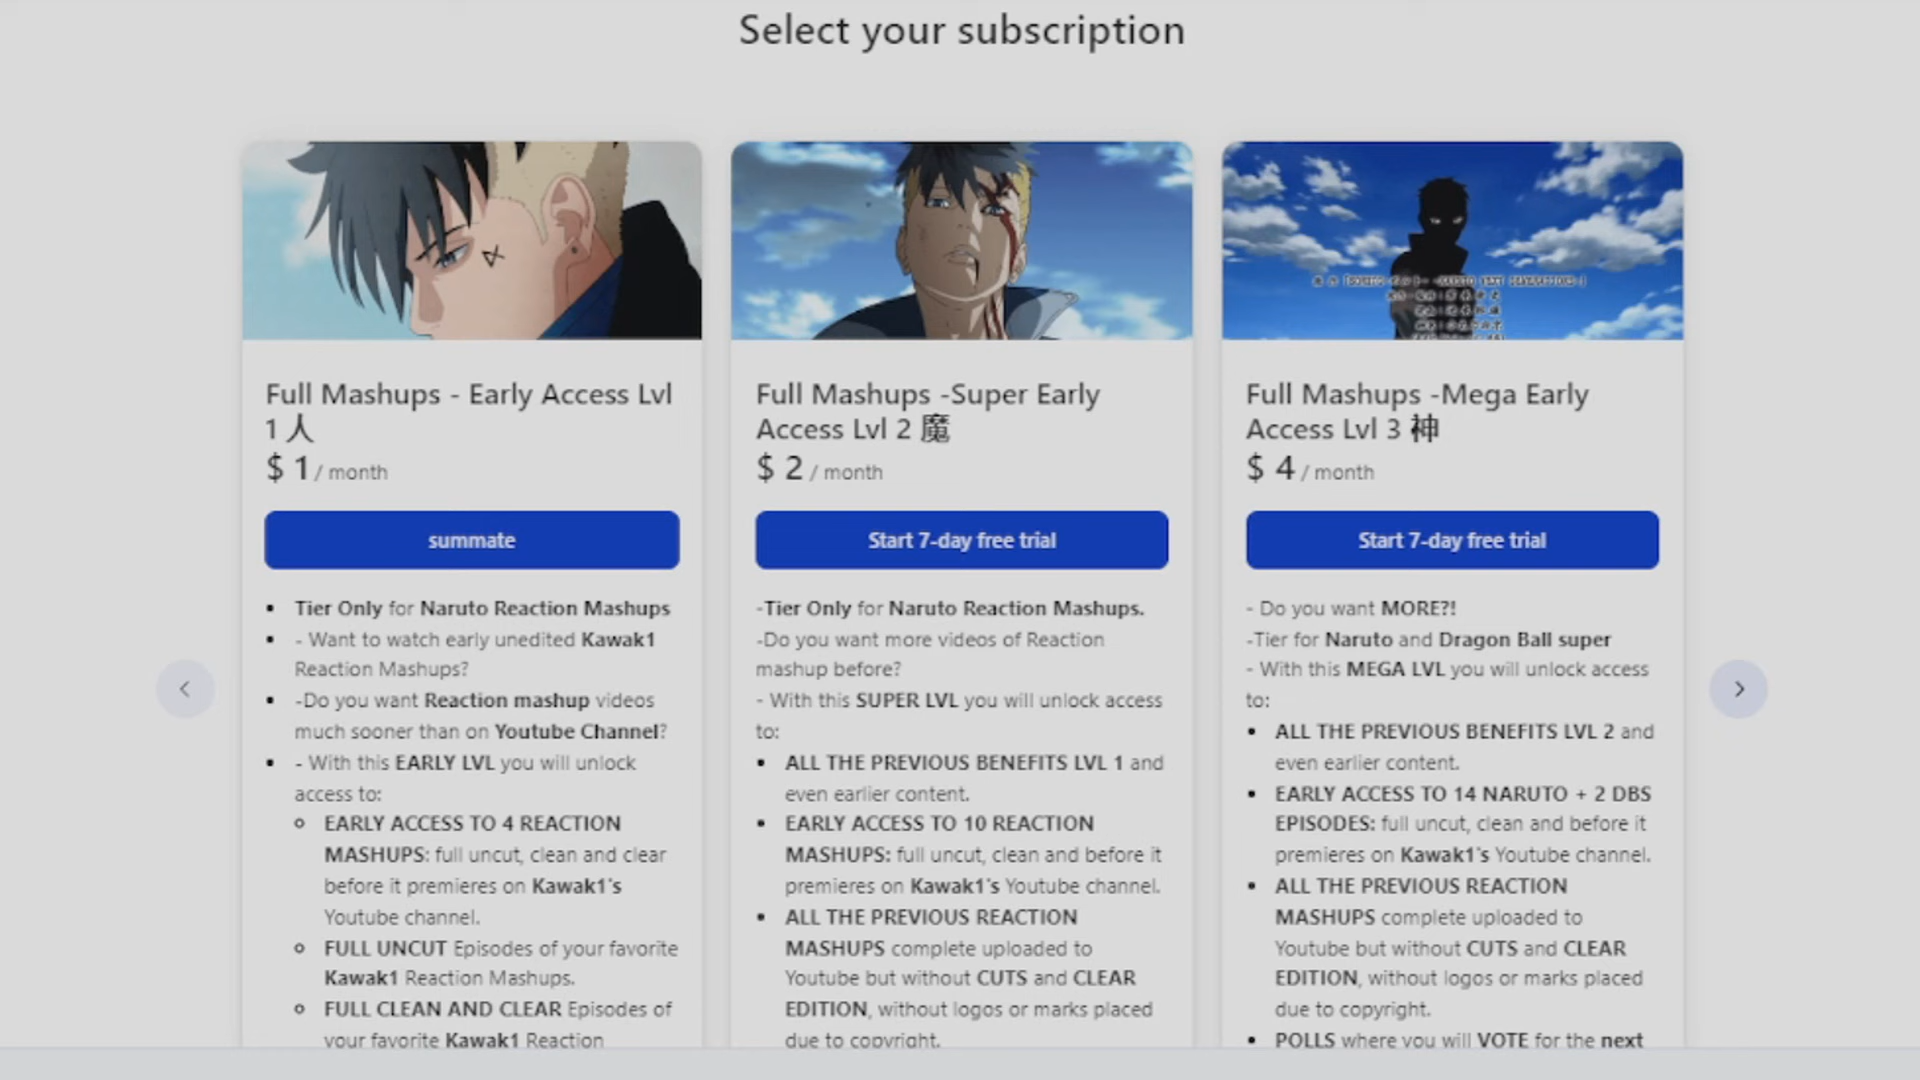 Select your subscription
Full Mashups - Early Access Lvl
1 人
$ 1 / month
summate
• Tier Only for Naruto Reaction Mashups
• - Want to watch early unedited Kawak1
Reaction Mashups?
• -Do you want Reaction mashup videos
much sooner than on Youtube Channel?
• - With this EARLY LVL you will unlock
access to:
○ EARLY ACCESS TO 4 REACTION
MASHUPS: full uncut, clean and clear
before it premieres on Kawak1's
Youtube channel.
○ FULL UNCUT Episodes of your favorite
Kawak1 Reaction Mashups.
○ FULL CLEAN AND CLEAR Episodes of
your favorite Kawak1 Reaction
Full Mashups -Super Early
Access Lvl 2 魔
$ 2 / month
Start 7-day free trial
-Tier Only for Naruto Reaction Mashups.
-Do you want more videos of Reaction
mashup before?
- With this SUPER LVL you will unlock access
to:
• ALL THE PREVIOUS BENEFITS LVL 1 and
even earlier content.
• EARLY ACCESS TO 10 REACTION
MASHUPS: full uncut, clean and before it
premieres on Kawak1's Youtube channel.
• ALL THE PREVIOUS REACTION
MASHUPS complete uploaded to
Youtube but without CUTS and CLEAR
EDITION, without logos or marks placed
due to copyright.
Full Mashups -Mega Early
Access Lvl 3 神
$ 4 / month
Start 7-day free trial
- Do you want MORE?!
-Tier for Naruto and Dragon Ball super
- With this MEGA LVL you will unlock access
to:
• ALL THE PREVIOUS BENEFITS LVL 2 and
even earlier content.
• EARLY ACCESS TO 14 NARUTO + 2 DBS
EPISODES: full uncut, clean and before it
premieres on Kawak1's Youtube channel.
• ALL THE PREVIOUS REACTION
MASHUPS complete uploaded to
Youtube but without CUTS and CLEAR
EDITION, without logos or marks placed
due to copyright.
• POLLS where you will VOTE for the next